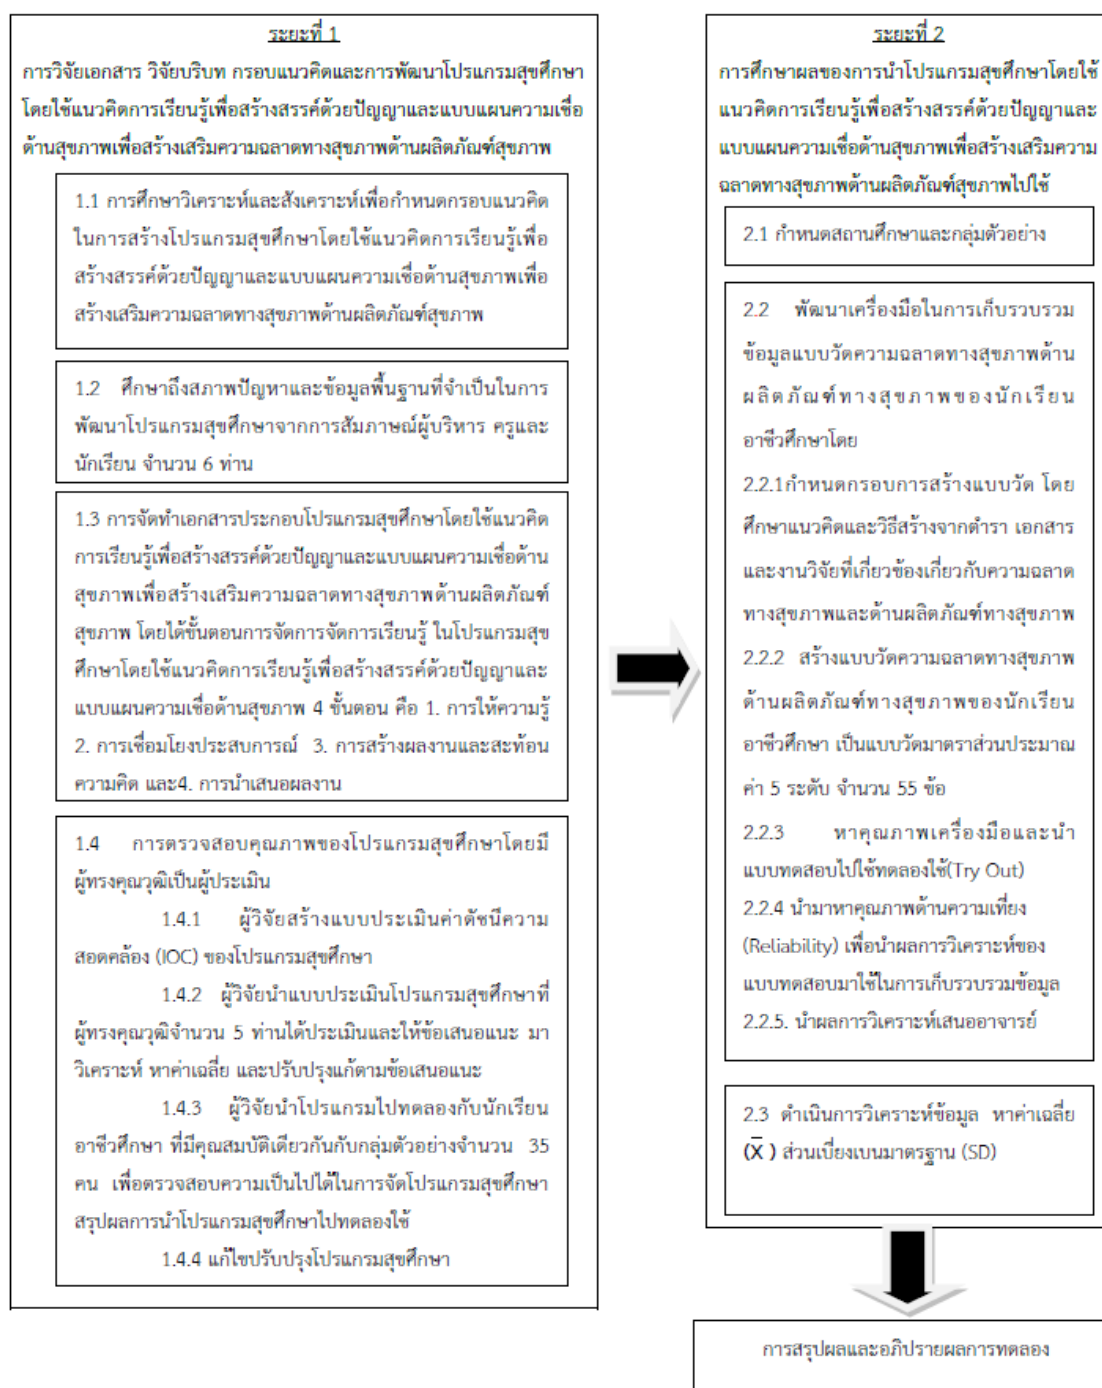 ระยะที่ 1
การวิจัยเอกสาร วิจัยบริบท กรอบแนวคิดและการพัฒนาโปรแกรมสุขศึกษา
โดยใช้แนวคิดการเรียนรู้เพื่อสร้างสรรค์ด้วยปัญญาและแบบแผนความเชื่อ
ด้านสุขภาพเพื่อสร้างเสริมความฉลาดทางสุขภาพด้านผลิตภัณฑ์สุขภาพ
1.1 การศึกษาวิเคราะห์และสังเคราะห์เพื่อกำหนดกรอบแนวคิด
ในการสร้างโปรแกรมสุขศึกษาโดยใช้แนวคิดการเรียนรู้เพื่อ
สร้างสรรค์ด้วยปัญญาและแบบแผนความเชื่อด้านสุขภาพเพื่อ
สร้างเสริมความฉลาดทางสุขภาพด้านผลิตภัณฑ์สุขภาพ
1.2 ศึกษาถึงสภาพปัญหาและข้อมูลพื้นฐานที่จำเป็นในการ
พัฒนาโปรแกรมสุขศึกษาจากการสัมภาษณ์ผู้บริหาร ครูและ
นักเรียน จำนวน 6 ท่าน
1.3 การจัดทำเอกสารประกอบโปรแกรมสุขศึกษาโดยใช้แนวคิด
การเรียนรู้เพื่อสร้างสรรค์ด้วยปัญญาและแบบแผนความเชื่อด้าน
สุขภาพเพื่อสร้างเสริมความฉลาดทางสุขภาพด้านผลิตภัณฑ์
สุขภาพ โดยได้ขั้นตอนการจัดการจัดการเรียนรู้ ในโปรแกรมสุข
ศึกษาโดยใช้แนวคิดการเรียนรู้เพื่อสร้างสรรค์ด้วยปัญญาและ
แบบแผนความเชื่อด้านสุขภาพ 4 ขั้นตอน คือ 1. การให้ความรู้
2. การเชื่อมโยงประสบการณ์ 3. การสร้างผลงานและสะท้อน
ความคิด และ4. การนำเสนอผลงาน
1.4 การตรวจสอบคุณภาพของโปรแกรมสุขศึกษาโดยมี
ผู้ทรงคุณวุฒิเป็นผู้ประเมิน
1.4.1 ผู้วิจัยสร้างแบบประเมินค่าดัชนีความ
สอดคล้อง (IOC) ของโปรแกรมสุขศึกษา
1.4.2 ผู้วิจัยนำแบบประเมินโปรแกรมสุขศึกษาที่
ผู้ทรงคุณวุฒิจำนวน 5 ท่านได้ประเมินและให้ข้อเสนอแนะ มา
วิเคราะห์ หาค่าเฉลี่ย และปรับปรุงแก้ตามข้อเสนอแนะ
1.4.3 ผู้วิจัยนำโปรแกรมไปทดลองกับนักเรียน
อาชีวศึกษา ที่มีคุณสมบัติเดียวกันกับกลุ่มตัวอย่างจำนวน 35
คน เพื่อตรวจสอบความเป็นไปได้ในการจัดโปรแกรมสุขศึกษา
สรุปผลการนำโปรแกรมสุขศึกษาไปทดลองใช้
1.4.4 แก้ไขปรับปรุงโปรแกรมสุขศึกษา
ระยะที่ 2
การศึกษาผลของการนำโปรแกรมสุขศึกษาโดยใช้
แนวคิดการเรียนรู้เพื่อสร้างสรรค์ด้วยปัญญาและ
แบบแผนความเชื่อด้านสุขภาพเพื่อสร้างเสริมความ
ฉลาดทางสุขภาพด้านผลิตภัณฑ์สุขภาพไปใช้
2.1 กำหนดสถานศึกษาและกลุ่มตัวอย่าง
2.2 พัฒนาเครื่องมือในการเก็บรวบรวม
ข้อมูลแบบวัดความฉลาดทางสุขภาพด้าน
ผลิตภัณฑ์ทางสุขภาพของนักเรียน
อาชีวศึกษาโดย
2.2.1กำหนดกรอบการสร้างแบบวัด โดย
ศึกษาแนวคิดและวิธีสร้างจากตำรา เอกสาร
และงานวิจัยที่เกี่ยวข้องเกี่ยวกับความฉลาด
ทางสุขภาพและด้านผลิตภัณฑ์ทางสุขภาพ
2.2.2 สร้างแบบวัดความฉลาดทางสุขภาพ
ด้านผลิตภัณฑ์ทางสุขภาพของนักเรียน
อาชีวศึกษา เป็นแบบวัดมาตราส่วนประมาณ
ค่า 5 ระดับ จำนวน 55 ข้อ
2.2.3 หาคุณภาพเครื่องมือและนำ
แบบทดสอบไปใช้ทดลองใช้(Try Out)
2.2.4 นำมาหาคุณภาพด้านความเที่ยง
(Reliability) เพื่อนำผลการวิเคราะห์ของ
แบบทดสอบมาใช้ในการเก็บรวบรวมข้อมูล
2.2.5. นำผลการวิเคราะห์เสนออาจารย์
2.3 ดำเนินการวิเคราะห์ข้อมูล หาค่าเฉลี่ย
(X̅ ) ส่วนเบี่ยงเบนมาตรฐาน (SD)
การสรุปผลและอภิปรายผลการทดลอง